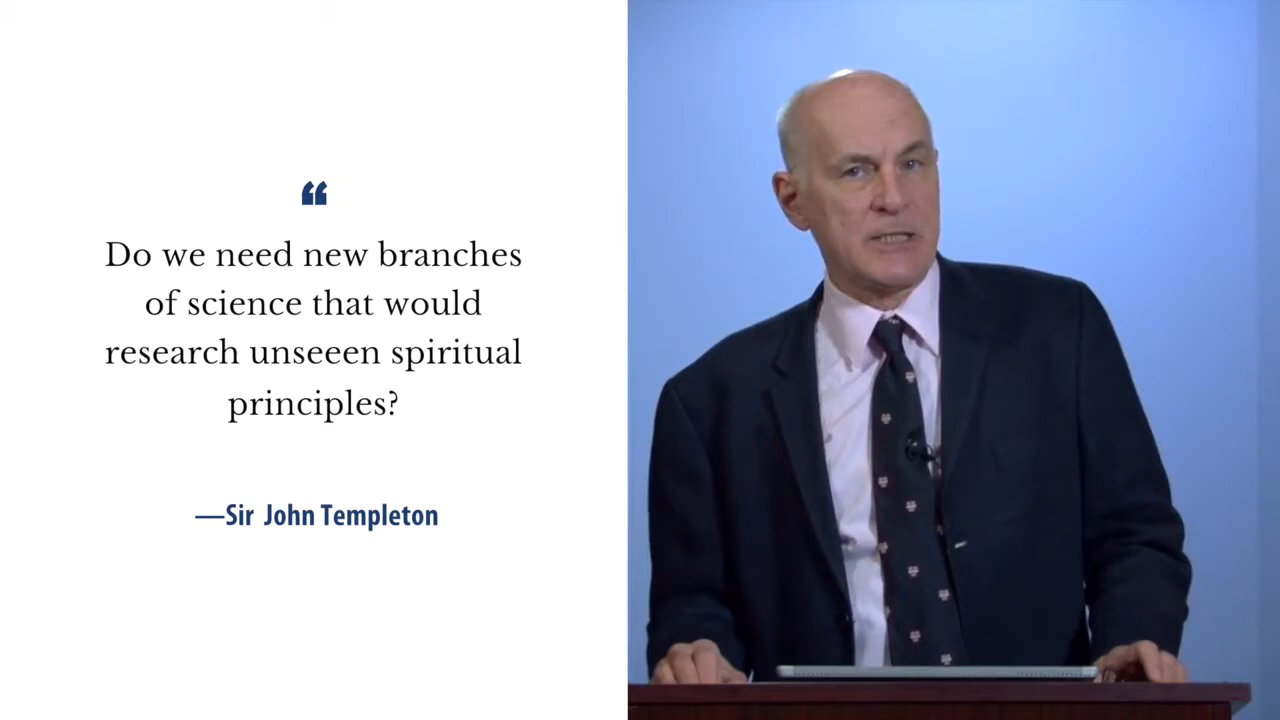 “
Do we need new branches
of science that would
research unseeen spiritual
principles?
—Sir John Templeton